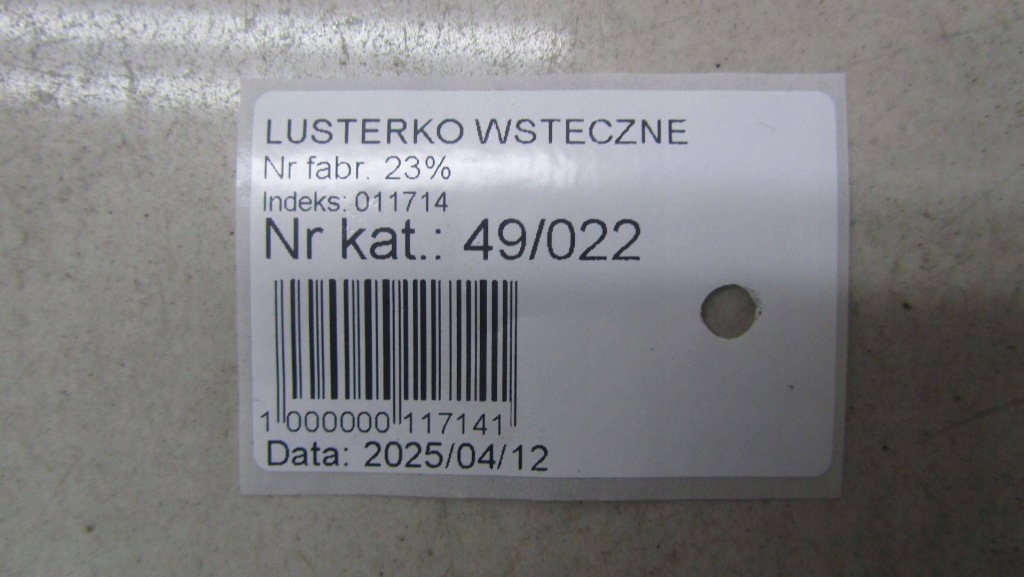 LUSTERKO WSTECZNE
Nr fabr. 23%
Indeks: 011714
Nr kat.: 49/022
1 000000 117141
Data: 2025/04/12